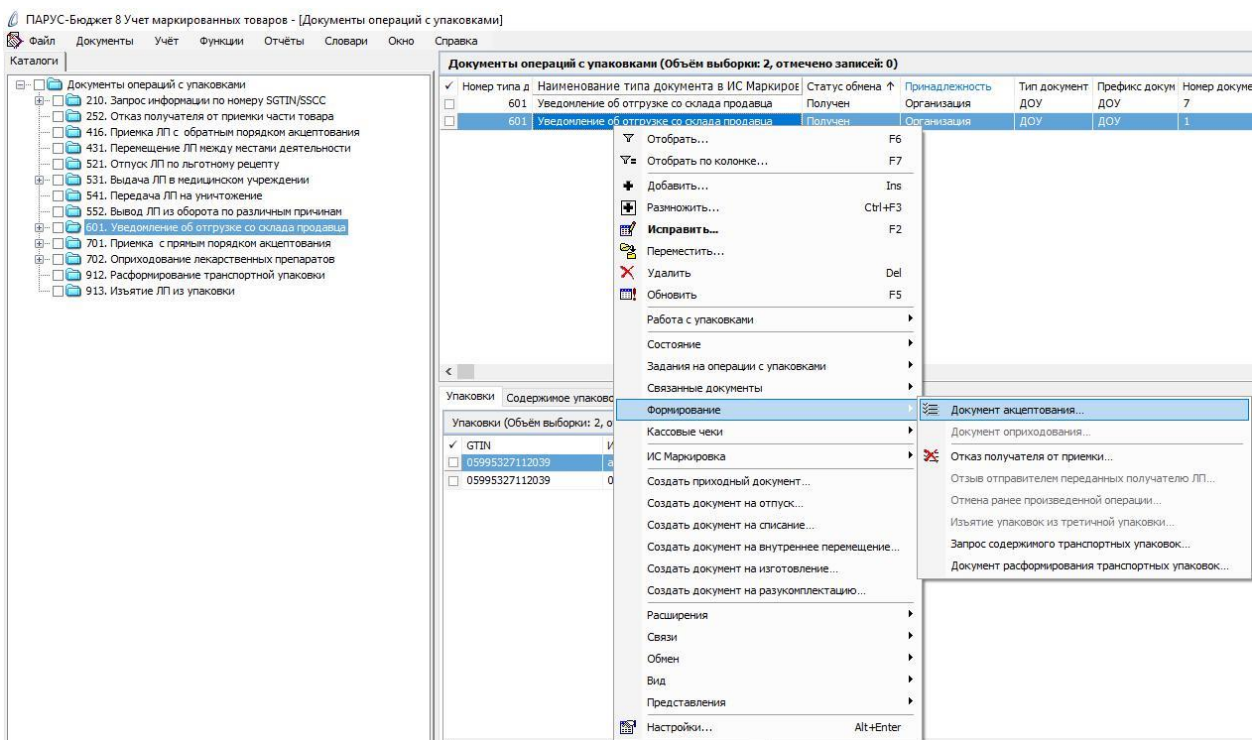 ПАРУС-Бюджет 8 Учет маркированных товаров - [Документы операций с упаковками]
Файл Документы Учёт Функции Отчёты Словари Окно Справка
Каталоги
Документы операций с упаковками
210. Запрос информации по номеру SGTIN/SSCC
252. Отказ получателя от приемки части товара
416. Приемка ЛП с обратным порядком акцептования
431. Перемещение ЛП между местами деятельности
521. Отпуск ЛП по льготному рецепту
531. Выдача ЛП в медицинском учреждении
541. Передача ЛП на уничтожение
552. Вывод ЛП из оборота по различным причинам
601. Уведомление об отгрузке со склада продавца
701. Приемка с прямым порядком акцептования
702. Оприходование лекарственных препаратов
912. Расформирование транспортной упаковки
913. Изъятие ЛП из упаковки
Документы операций с упаковками (Объём выборки: 2, отмечено записей: 0)
Номер типа д Наименование типа документа в ИС Маркиров Статус обмена Принадлежность Тип документ Префикс докум Номер докуме
601 Уведомление об отгрузке со склада продавца Получен Организация ДОУ ДОУ 7
601 Уведомление об отгрузке со склада продавца Получен Организация ДОУ ДОУ 1
Отобрать... F6
Отобрать по колонке... F7
Добавить... Ins
Размножить... Ctrl+F3
Исправить... F2
Переместить...
Удалить Del
Обновить F5
Работа с упаковками
Состояние
Задания на операции с упаковками
Связанные документы
Формирование
Кассовые чеки
ИС Маркировка
Создать приходный документ...
Создать документ на отпуск...
Создать документ на списание...
Создать документ на внутреннее перемещение...
Создать документ на изготовление...
Создать документ на разукомплектацию...
Расширения
Связи
Обмен
Вид
Представления
Настройки... Alt+Enter
Документ акцептования...
Документ оприходования...
Отказ получателя от приемки...
Отзыв отправителем переданных получателю ЛП...
Отмена ранее произведенной операции...
Изъятие упаковок из третичной упаковки...
Запрос содержимого транспортных упаковок...
Документ расформирования транспортных упаковок...
Упаковки Содержимое упаково
Упаковки (Объём выборки: 2, о
GTIN И
05995327112039 а
05995327112039 0